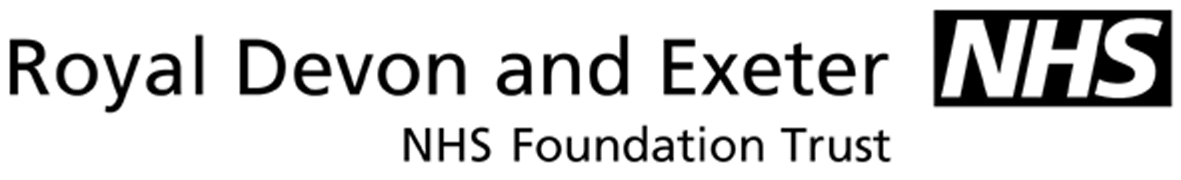 Royal Devon and Exeter NHS
NHS Foundation Trust